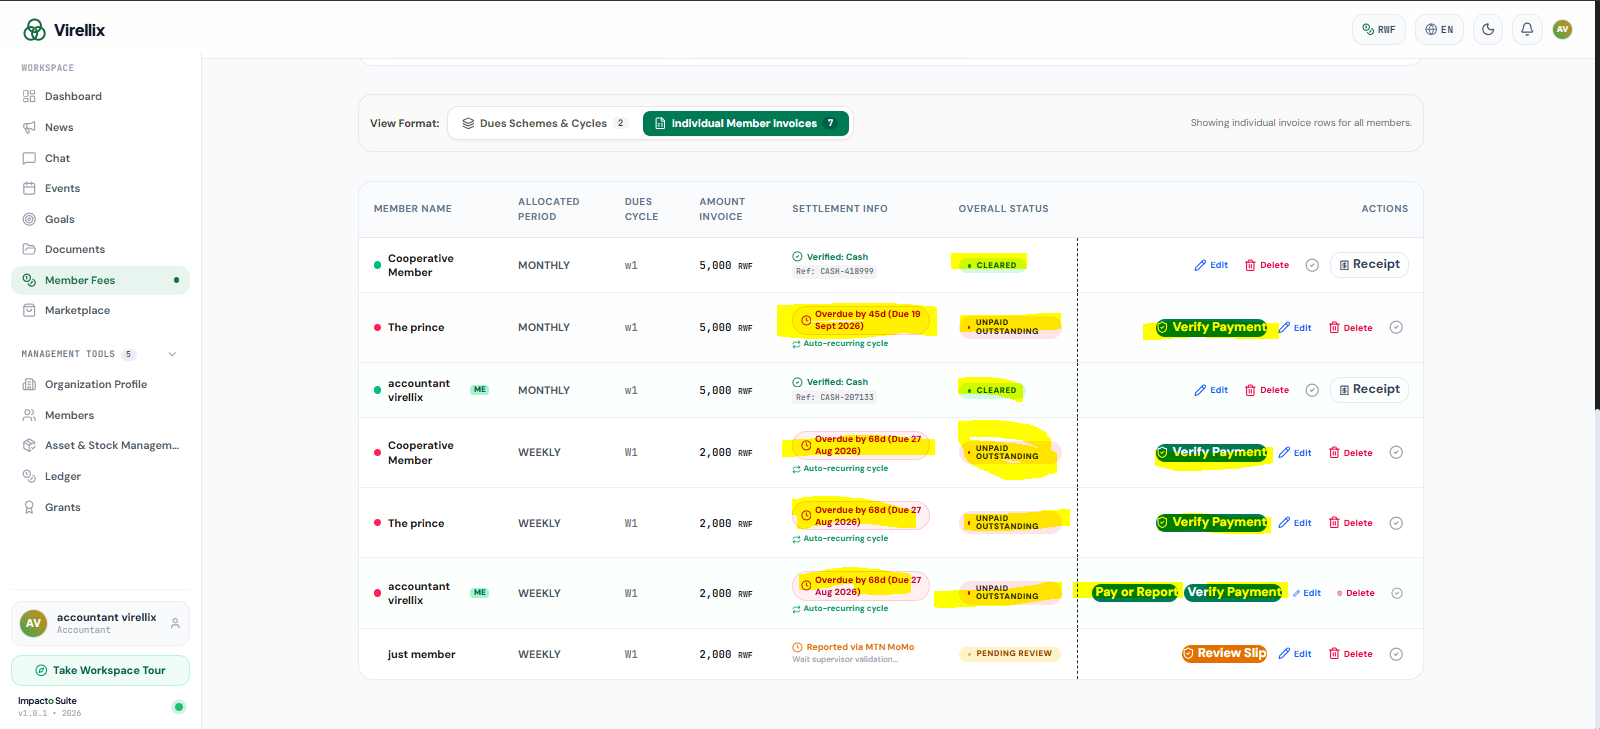 Virellix
RWF
EN
AV
WORKSPACE
Dashboard
News
Chat
Events
Goals
Documents
Member Fees
Marketplace
MANAGEMENT TOOLS 5
Organization Profile
Members
Asset & Stock Managem...
Ledger
Grants
AV
accountant virellix
Accountant
Take Workspace Tour
Impacto Suite
v1.0.1 • 2026
View Format:
Dues Schemes & Cycles 2
Individual Member Invoices 7
Showing individual invoice rows for all members.
MEMBER NAME
ALLOCATED
PERIOD
DUES
CYCLE
AMOUNT
INVOICE
SETTLEMENT INFO
OVERALL STATUS
ACTIONS
Cooperative
Member
MONTHLY
w1
5,000 RWF
Verified: Cash
Ref: CASH-418999
CLEARED
Edit
Delete
Receipt
The prince
MONTHLY
w1
5,000 RWF
Overdue by 45d (Due 19
Sept 2026)
Auto-recurring cycle
UNPAID
OUTSTANDING
Verify Payment
Edit
Delete
accountant
virellix
ME
MONTHLY
w1
5,000 RWF
Verified: Cash
Ref: CASH-207133
CLEARED
Edit
Delete
Receipt
Cooperative
Member
WEEKLY
W1
2,000 RWF
Overdue by 68d (Due 27
Aug 2026)
Auto-recurring cycle
UNPAID
OUTSTANDING
Verify Payment
Edit
Delete
The prince
WEEKLY
W1
2,000 RWF
Overdue by 68d (Due 27
Aug 2026)
Auto-recurring cycle
UNPAID
OUTSTANDING
Verify Payment
Edit
Delete
accountant
virellix
ME
WEEKLY
W1
2,000 RWF
Overdue by 68d (Due 27
Aug 2026)
Auto-recurring cycle
UNPAID
OUTSTANDING
Pay or Report
Verify Payment
Edit
Delete
just member
WEEKLY
W1
2,000 RWF
Reported via MTN MoMo
Wait supervisor validation...
PENDING REVIEW
Review Slip
Edit
Delete